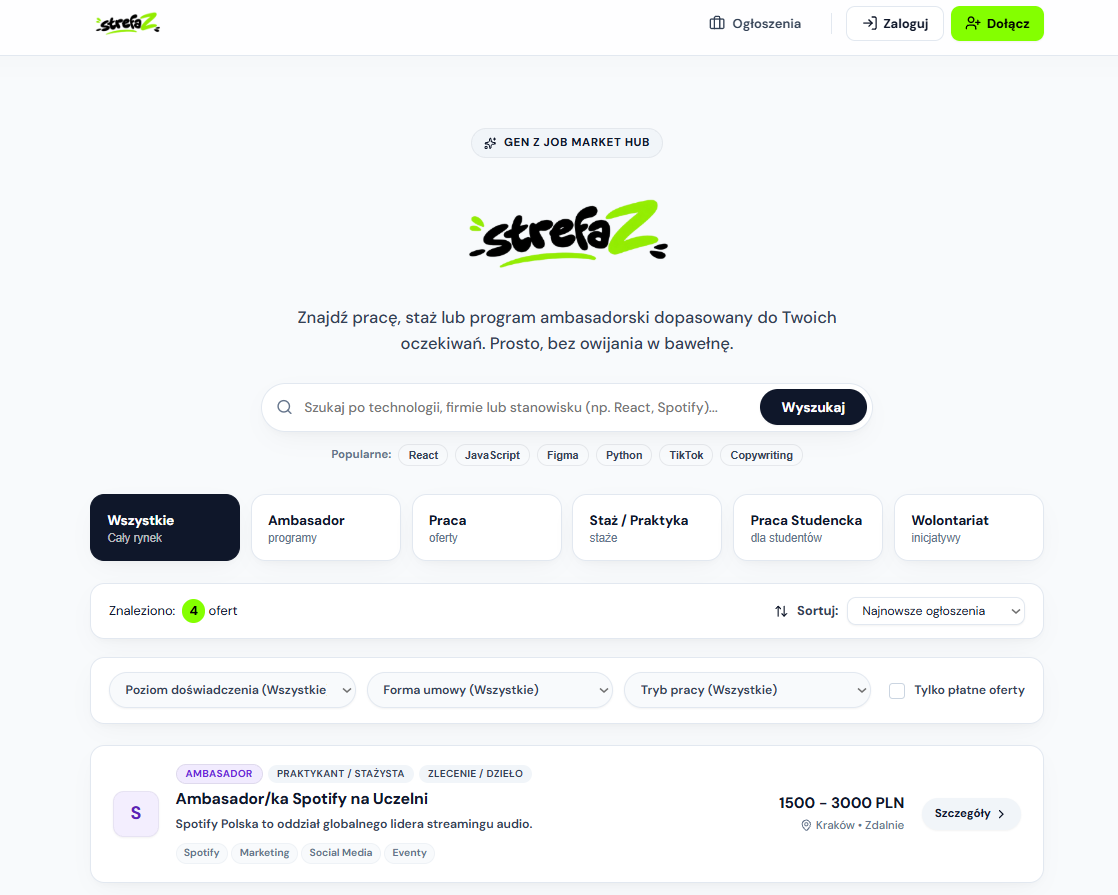 strefaZ
Ogłoszenia
Zaloguj
Dołącz
GEN Z JOB MARKET HUB
strefaZ
Znajdź pracę, staż lub program ambasadorski dopasowany do Twoich
oczekiwań. Prosto, bez owijania w bawełnę.
Szukaj po technologii, firmie lub stanowisku (np. React, Spotify)...
Wyszukaj
Popularne: React JavaScript Figma Python TikTok Copywriting
Wszystkie
Cały rynek
Ambasador
programy
Praca
oferty
Staż / Praktyka
staże
Praca Studencka
dla studentów
Wolontariat
inicjatywy
Znaleziono: 4 ofert
Sortuj: Najnowsze ogłoszenia
Poziom doświadczenia (Wszystkie
Forma umowy (Wszystkie)
Tryb pracy (Wszystkie)
Tylko płatne oferty
AMBASADOR PRAKTYKANT / STAŻYSTA ZLECENIE / DZIEŁO
S
Ambasador/ka Spotify na Uczelni
Spotify Polska to oddział globalnego lidera streamingu audio.
Spotify Marketing Social Media Eventy
1500 - 3000 PLN
Kraków • Zdalnie
Szczegóły